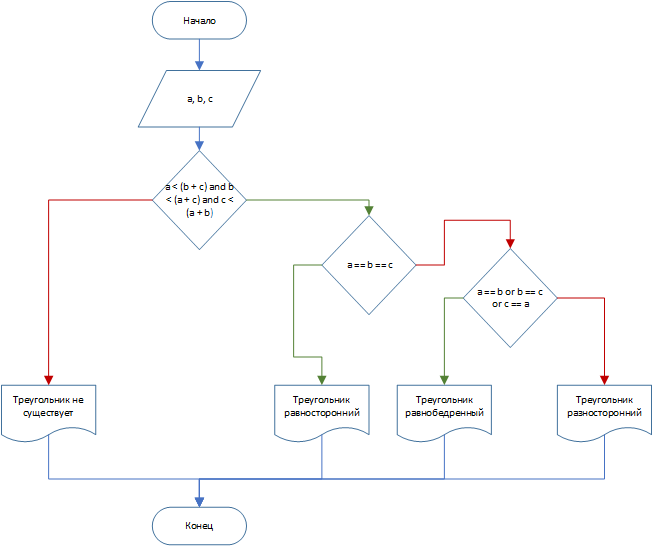 Начало
a, b, c
a < (b + c) and b
< (a + c) and c <
(a + b)
a == b == c
a == b or b == c
or c == a
Треугольник не
существует
Треугольник
равносторонний
Треугольник
равнобедренный
Треугольник
разносторонний
Конец